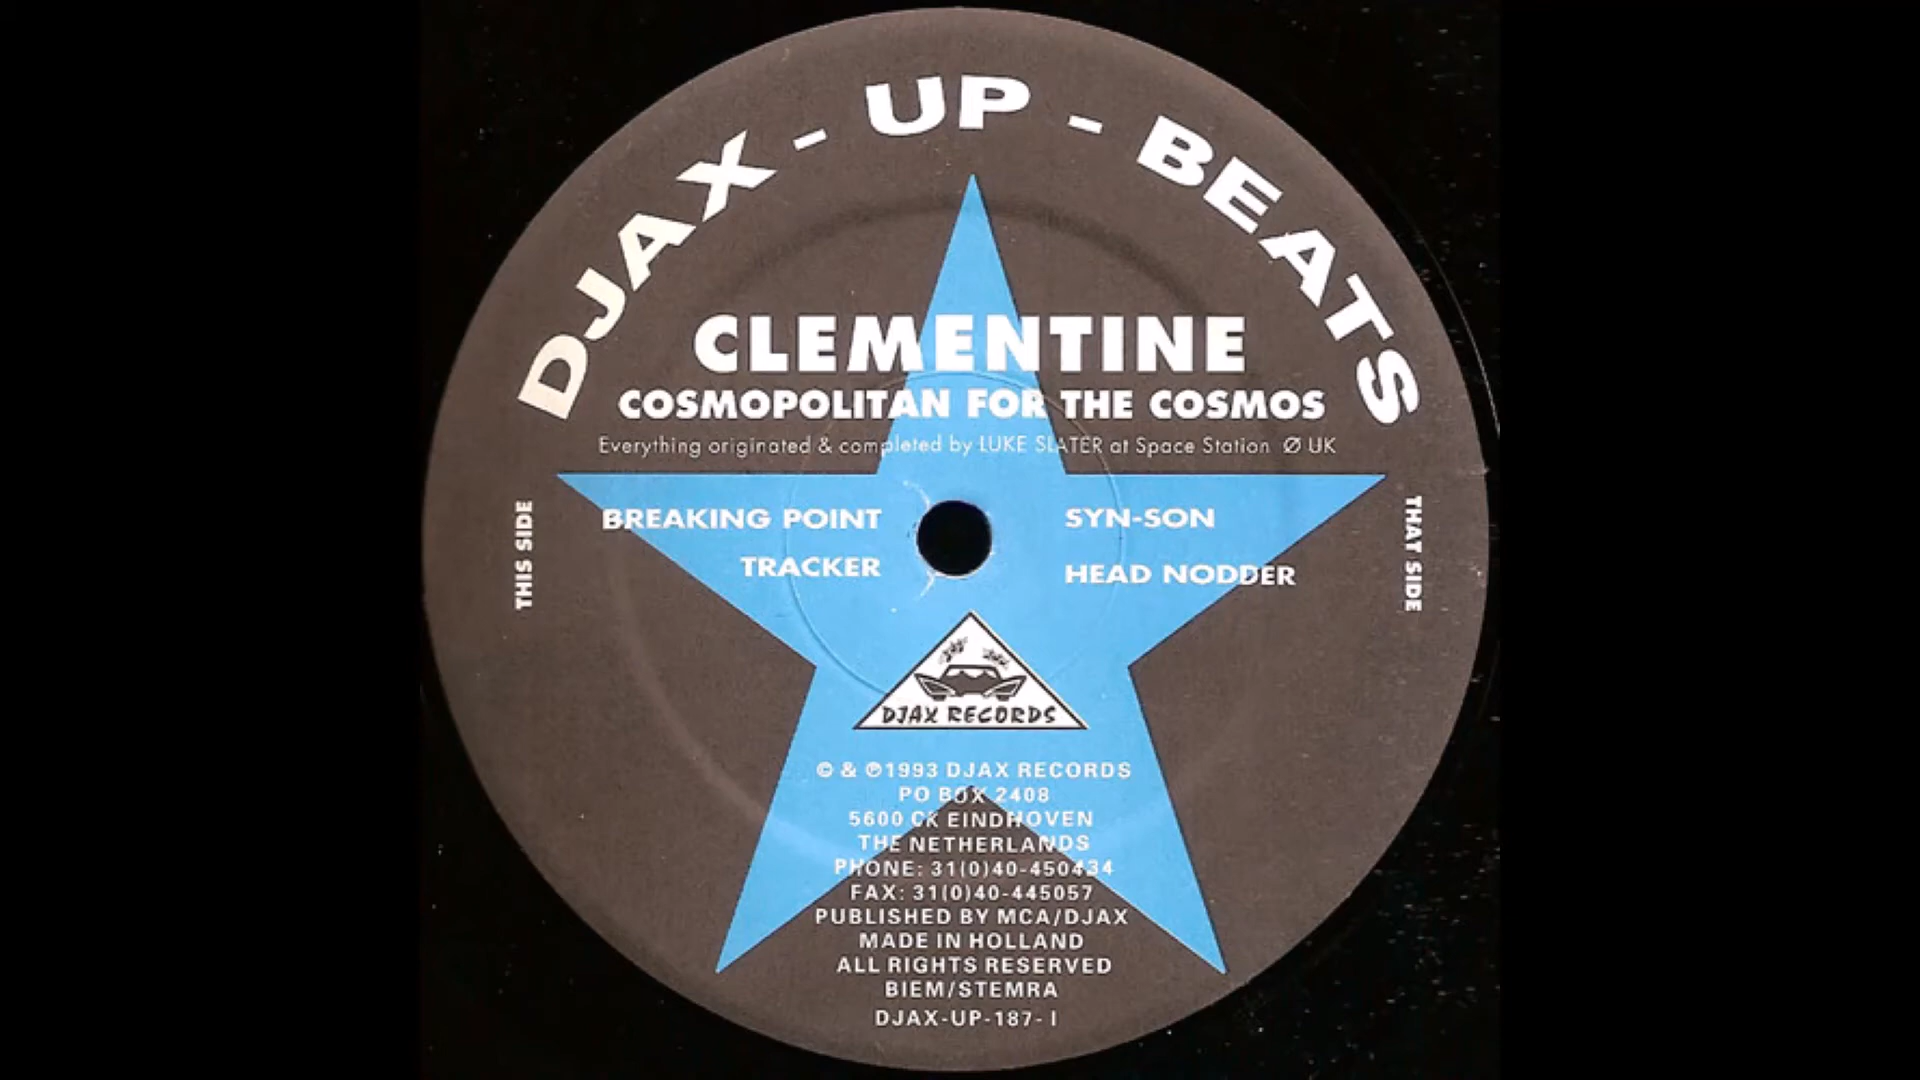 DJAX - UP - BEATS
CLEMENTINE
COSMOPOLITAN FOR THE COSMOS
Everything originated & completed by LUKE SLATER at Space Station Ø UK
THIS SIDE
BREAKING POINT
TRACKER
SYN-SON
HEAD NODDER
THAT SIDE
DJAX RECORDS
© & ℗1993 DJAX RECORDS
PO BOX 2408
5600 CK EINDHOVEN
THE NETHERLANDS
PHONE: 31(0)40-450434
FAX: 31(0)40-445057
PUBLISHED BY MCA/DJAX
MADE IN HOLLAND
ALL RIGHTS RESERVED
BIEM/STEMRA
DJAX-UP-187- I